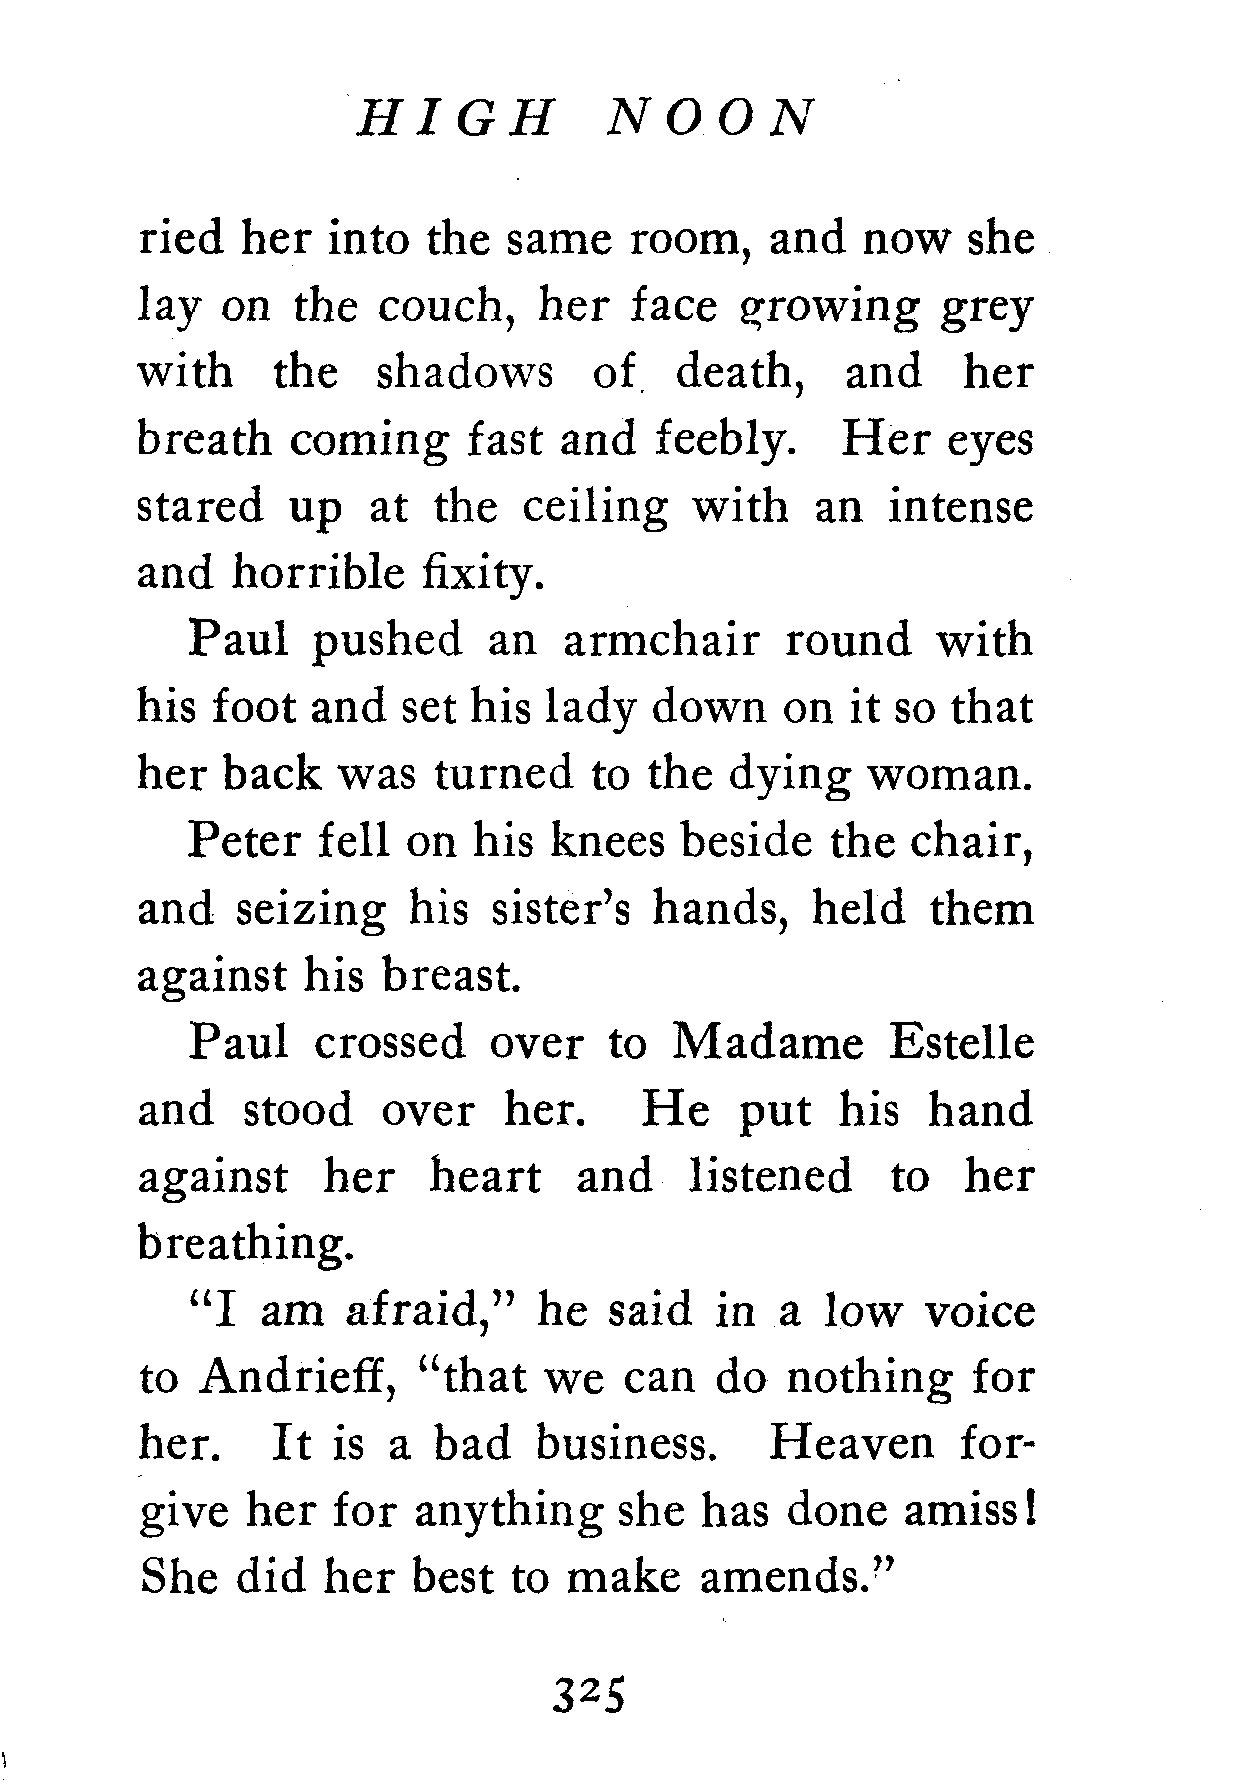 HIGH NOON
ried her into the same room, and now she
lay on the couch, her face growing grey
with the shadows of death, and her
breath coming fast and feebly. Her eyes
stared up at the ceiling with an intense
and horrible fixity.
Paul pushed an armchair round with
his foot and set his lady down on it so that
her back was turned to the dying woman.
Peter fell on his knees beside the chair,
and seizing his sister's hands, held them
against his breast.
Paul crossed over to Madame Estelle
and stood over her. He put his hand
against her heart and listened to her
breathing.
“I am afraid,” he said in a low voice
to Andrieff, “that we can do nothing for
her. It is a bad business. Heaven for-
give her for anything she has done amiss!
She did her best to make amends.”
325